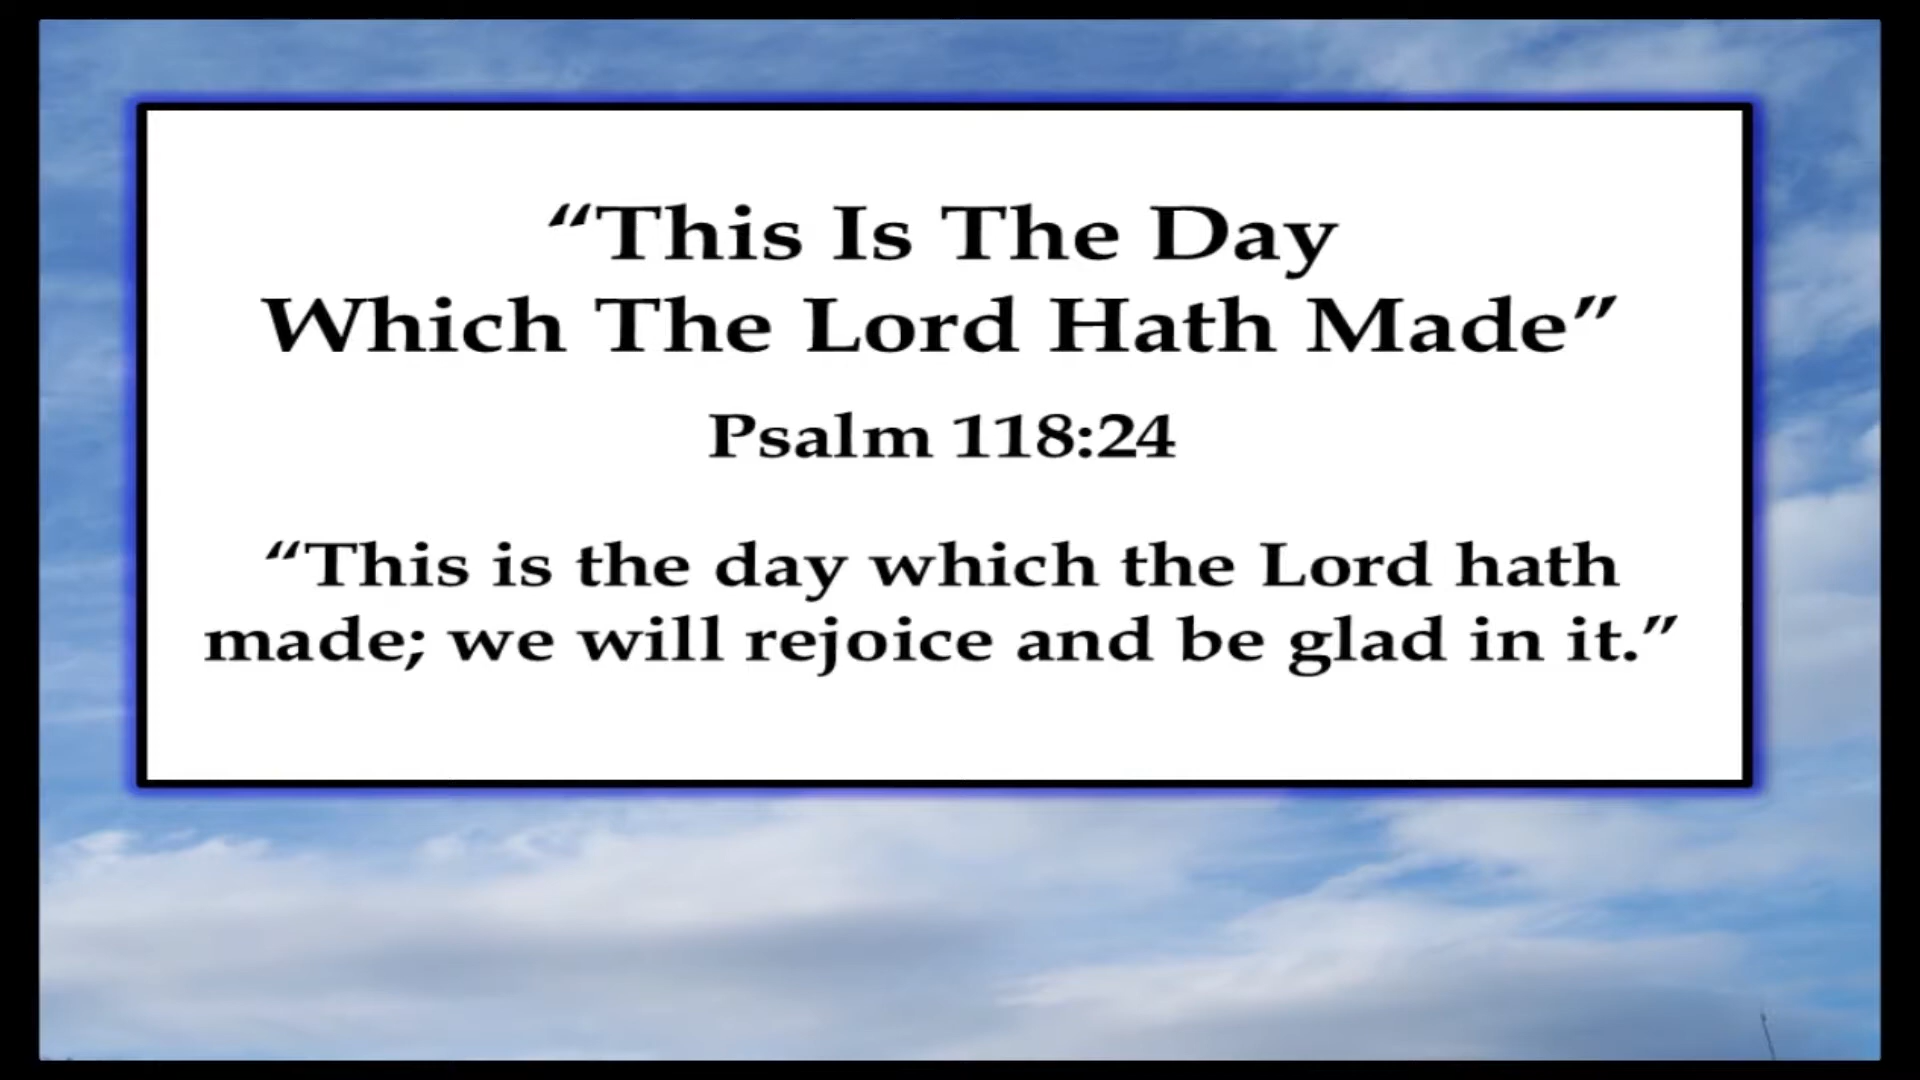 “This Is The Day
Which The Lord Hath Made”
Psalm 118:24
“This is the day which the Lord hath
made; we will rejoice and be glad in it.”